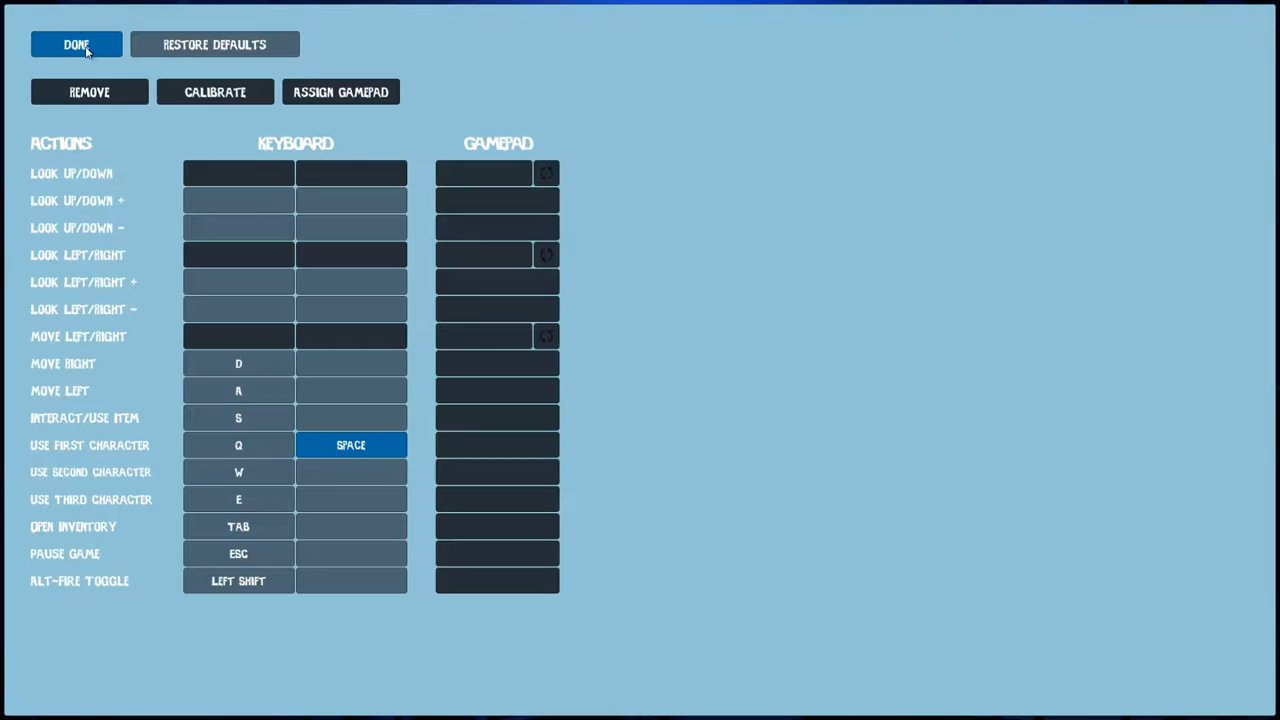 DONE RESTORE DEFAULTS
REMOVE CALIBRATE ASSIGN GAMEPAD
ACTIONS KEYBOARD GAMEPAD
LOOK UP/DOWN
LOOK UP/DOWN +
LOOK UP/DOWN -
LOOK LEFT/RIGHT
LOOK LEFT/RIGHT +
LOOK LEFT/RIGHT -
MOVE LEFT/RIGHT
MOVE RIGHT D
MOVE LEFT A
INTERACT/USE ITEM S
USE FIRST CHARACTER Q SPACE
USE SECOND CHARACTER W
USE THIRD CHARACTER E
OPEN INVENTORY TAB
PAUSE GAME ESC
ALT-FIRE TOGGLE LEFT SHIFT